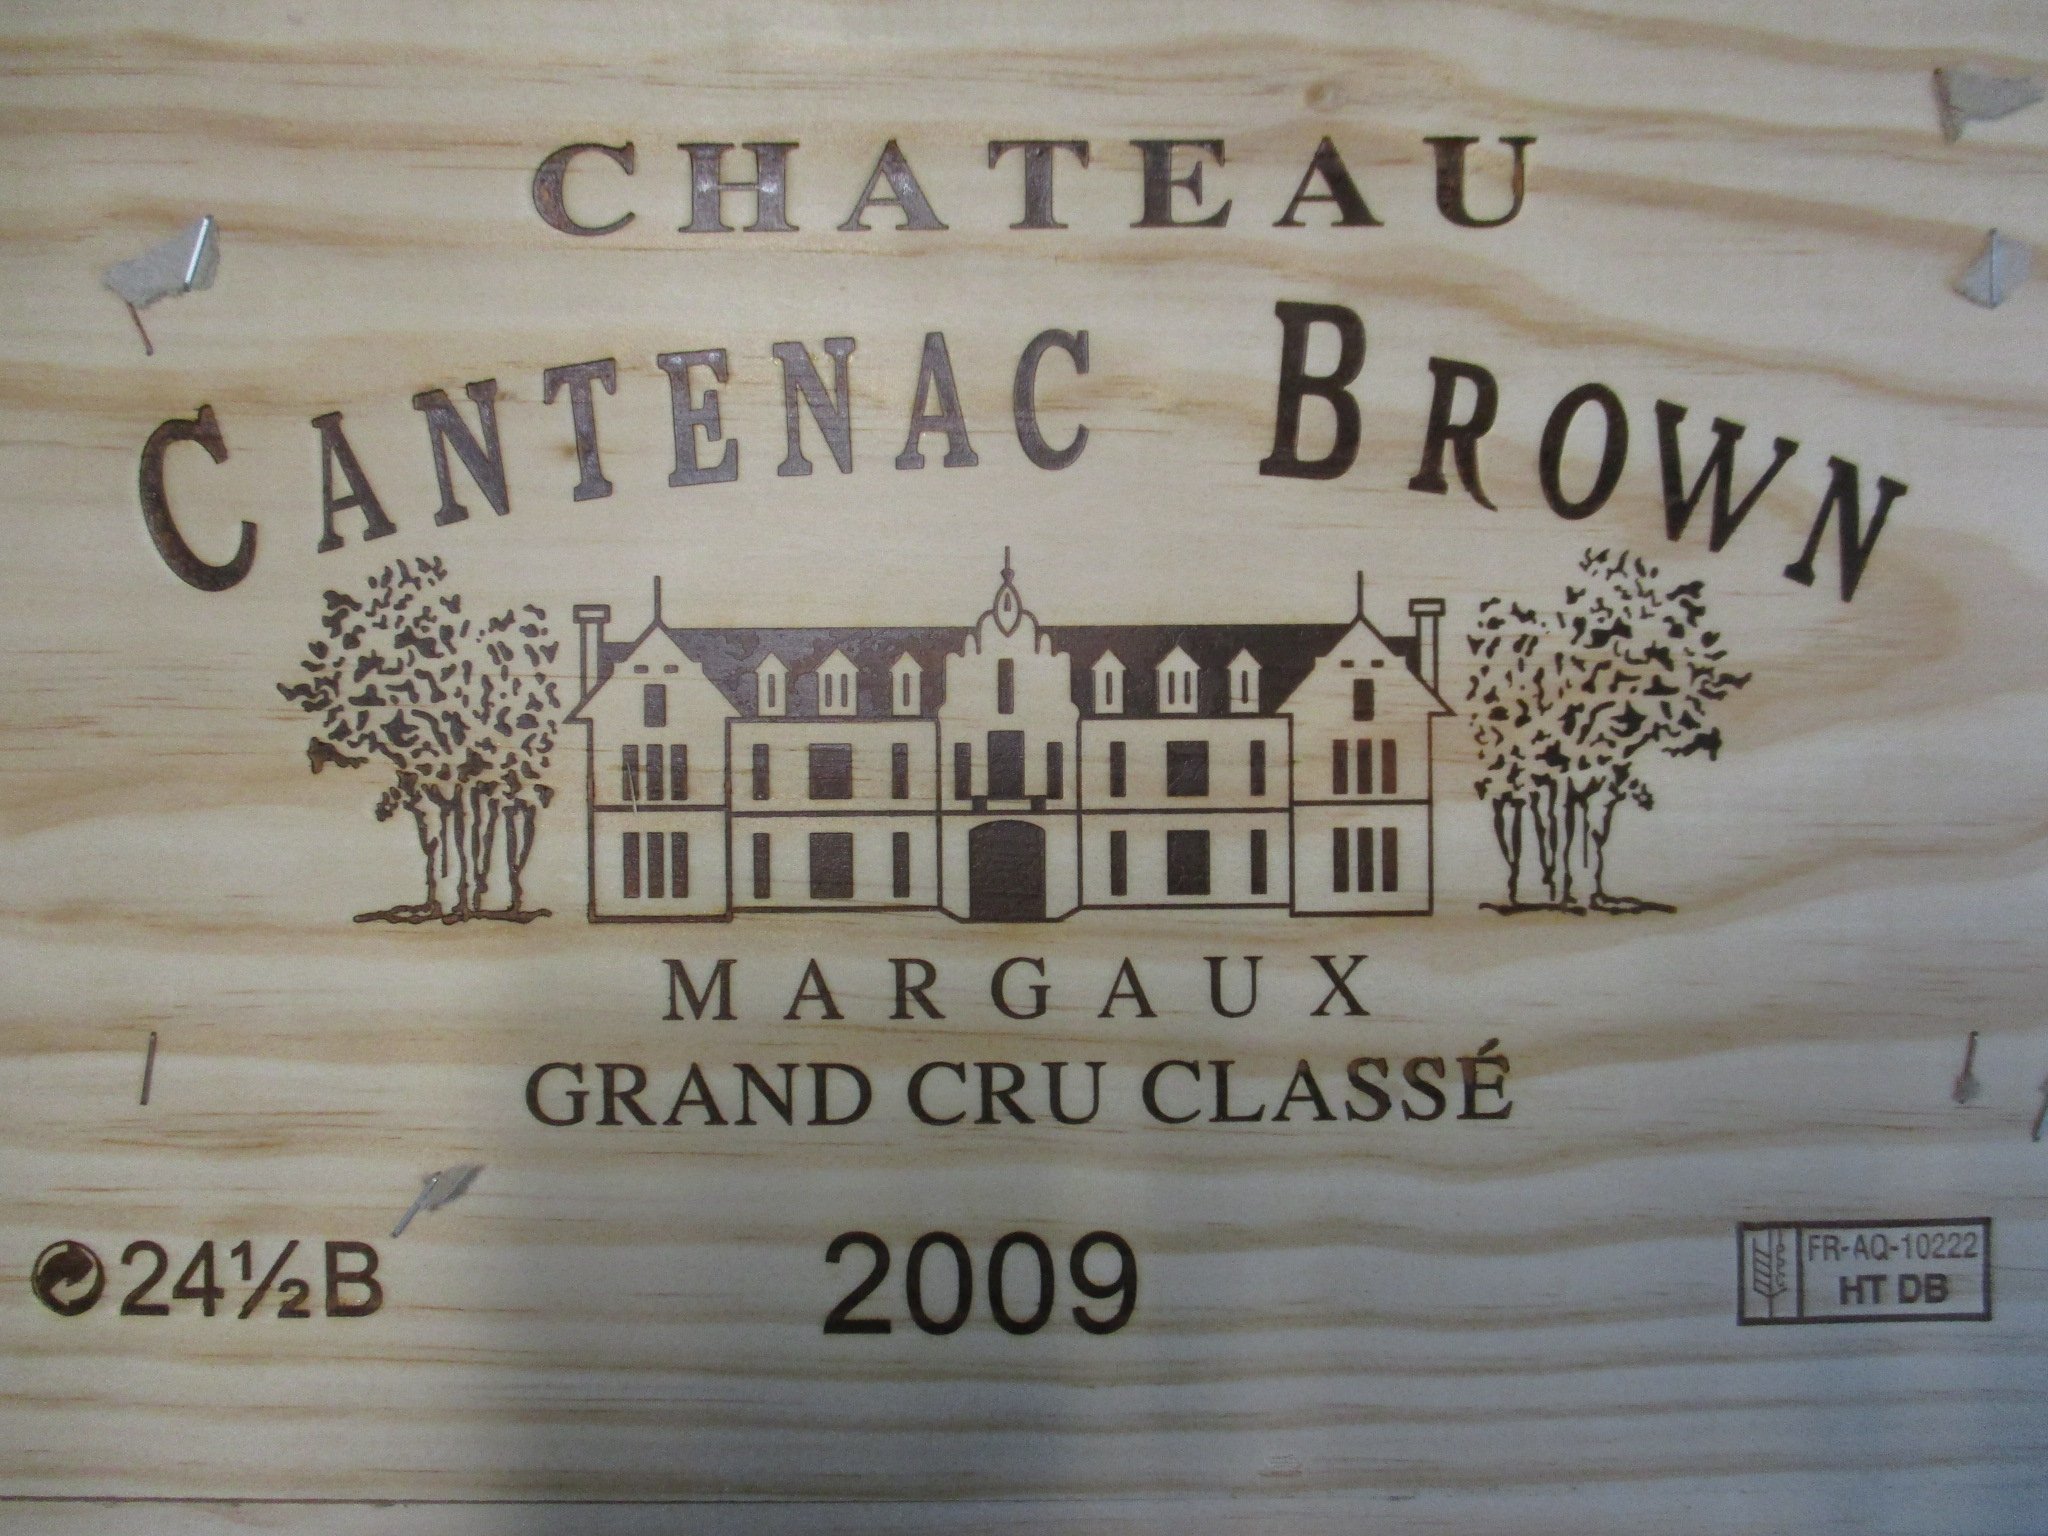 CHATEAU
CANTENAC BROWN
MARGAUX
GRAND CRU CLASSÉ
24½B
2009
FR-AQ-10222
HT DB